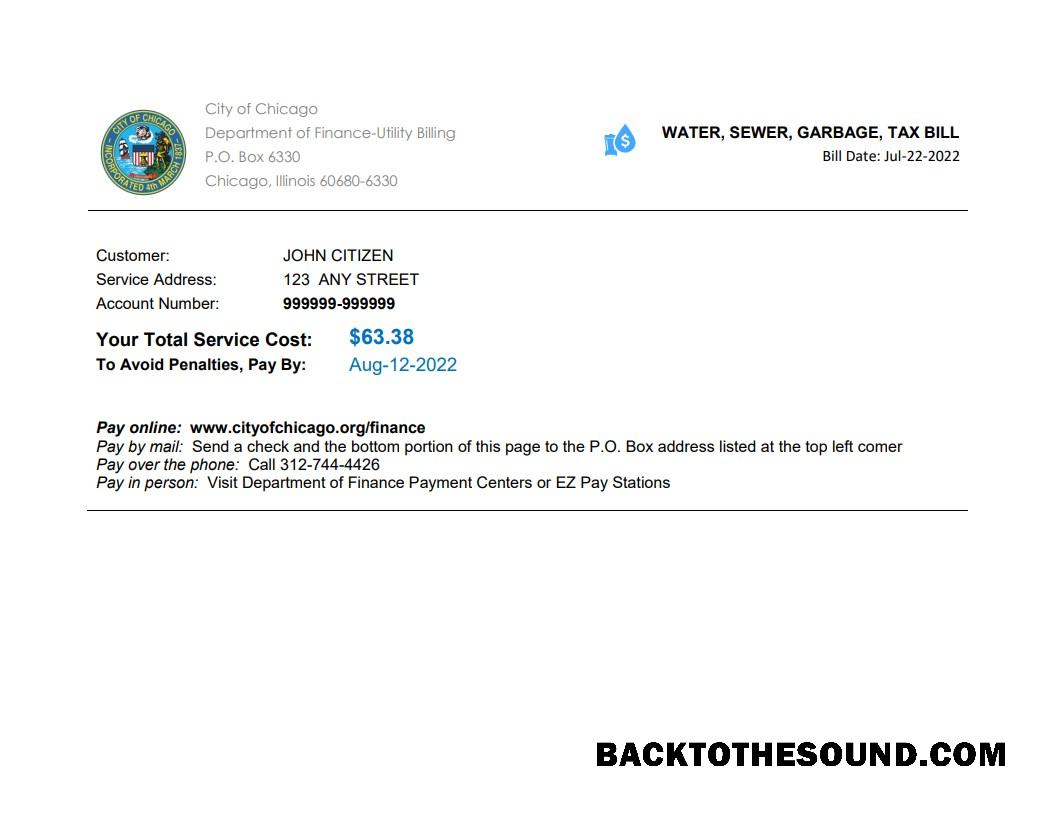 City of Chicago
Department of Finance-Utility Billing
P.O. Box 6330
Chicago, Illinois 60680-6330
CITY OF CHICAGO
INCORPORATED 4th MARCH 1837
$
WATER, SEWER, GARBAGE, TAX BILL
Bill Date: Jul-22-2022
Customer: JOHN CITIZEN
Service Address: 123 ANY STREET
Account Number: 999999-999999
Your Total Service Cost: $63.38
To Avoid Penalties, Pay By: Aug-12-2022
Pay online: www.cityofchicago.org/finance
Pay by mail: Send a check and the bottom portion of this page to the P.O. Box address listed at the top left comer
Pay over the phone: Call 312-744-4426
Pay in person: Visit Department of Finance Payment Centers or EZ Pay Stations
BACKTOTHESOUND.COM